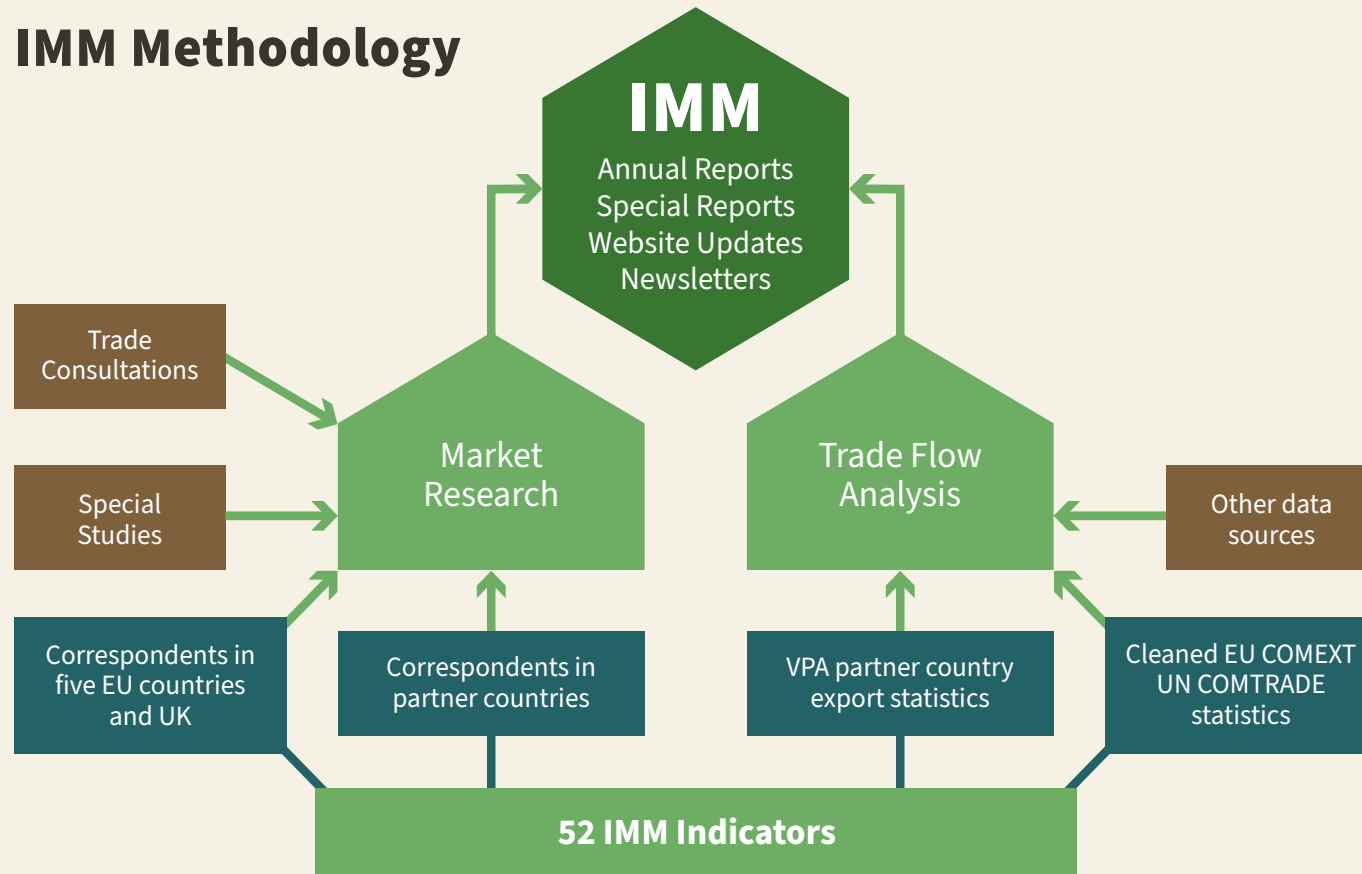 IMM Methodology
IMM
Annual Reports
Special Reports
Website Updates
Newsletters
Trade
Consultations
Market
Research
Trade Flow
Analysis
Special
Studies
Other data
sources
Correspondents in
five EU countries
and UK
Correspondents in
partner countries
VPA partner country
export statistics
Cleaned EU COMEXT
UN COMTRADE
statistics
52 IMM Indicators